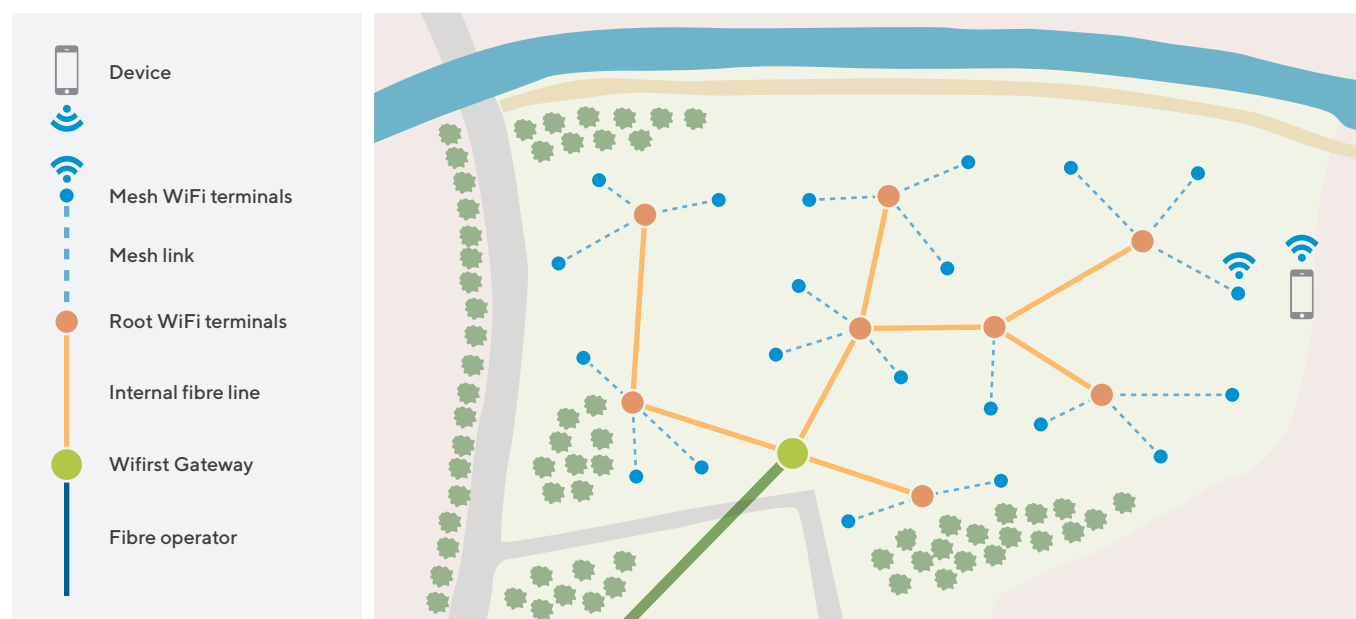 Device
Mesh WiFi terminals
Mesh link
Root WiFi terminals
Internal fibre line
Wifirst Gateway
Fibre operator